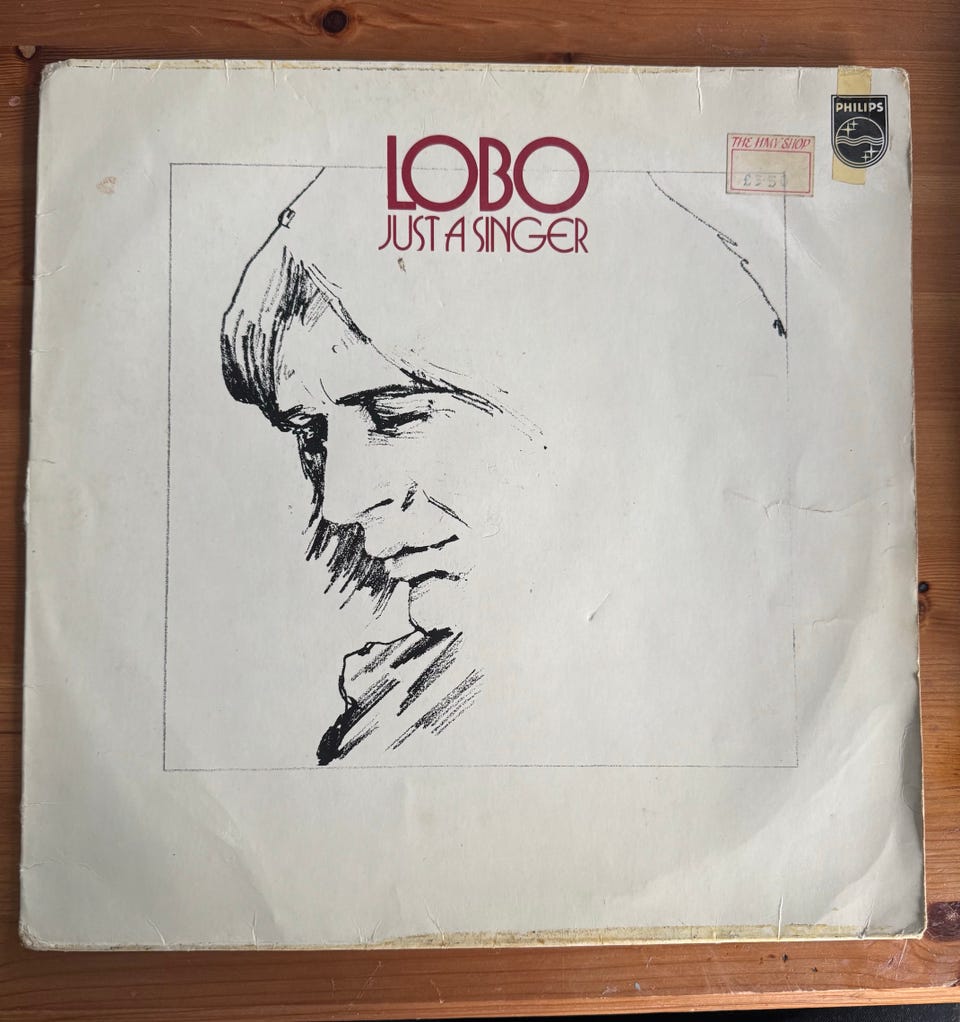 LOBO
JUST A SINGER
THE HMV SHOP
PHILIPS